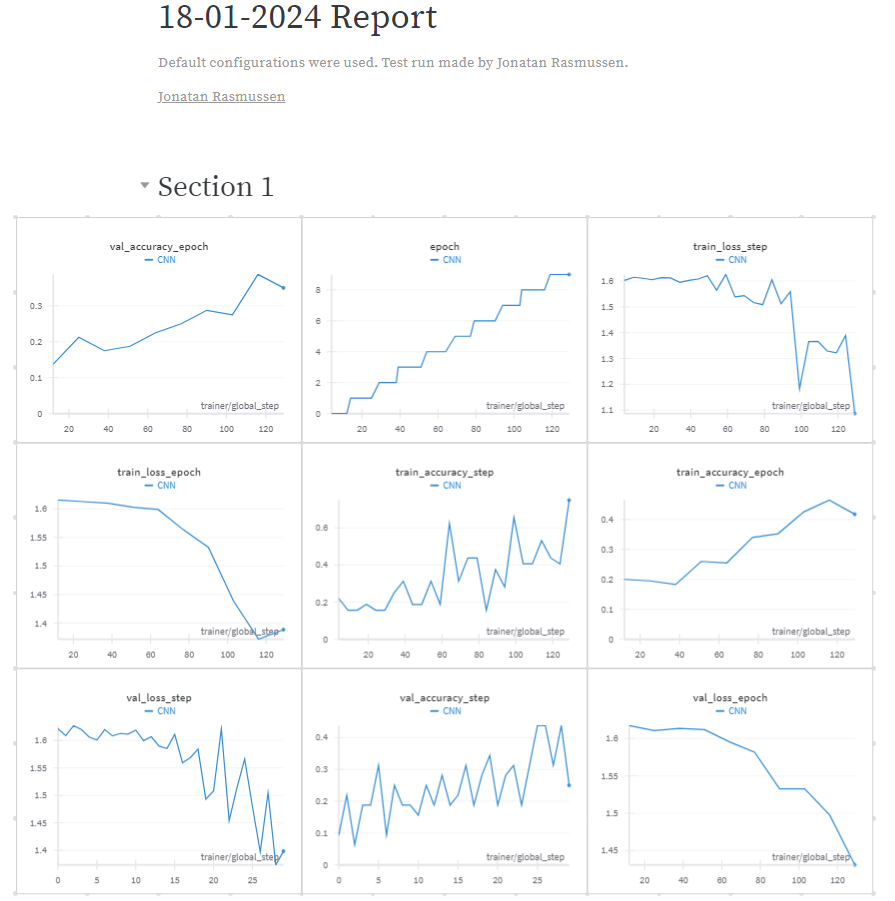 18-01-2024 Report
Default configurations were used. Test run made by Jonatan Rasmussen.
Jonatan Rasmussen
Section 1
val_accuracy_epoch
CNN
0.3
0.2
0.1
0
20 40 60 80 100 120
trainer/global_step
epoch
CNN
8
6
4
2
0
20 40 60 80 100 120
trainer/global_step
train_loss_step
CNN
1.6
1.5
1.4
1.3
1.2
1.1
20 40 60 80 100 120
trainer/global_step
train_loss_epoch
CNN
1.6
1.55
1.5
1.45
1.4
20 40 60 80 100 120
trainer/global_step
train_accuracy_step
CNN
0.6
0.4
0.2
0
20 40 60 80 100 120
trainer/global_step
train_accuracy_epoch
CNN
0.4
0.3
0.2
0.1
0
20 40 60 80 100 120
trainer/global_step
val_loss_step
CNN
1.6
1.55
1.5
1.45
1.4
0 5 10 15 20 25
trainer/global_step
val_accuracy_step
CNN
0.4
0.3
0.2
0.1
0
0 5 10 15 20 25
trainer/global_step
val_loss_epoch
CNN
1.6
1.55
1.5
1.45
20 40 60 80 100 120
trainer/global_step